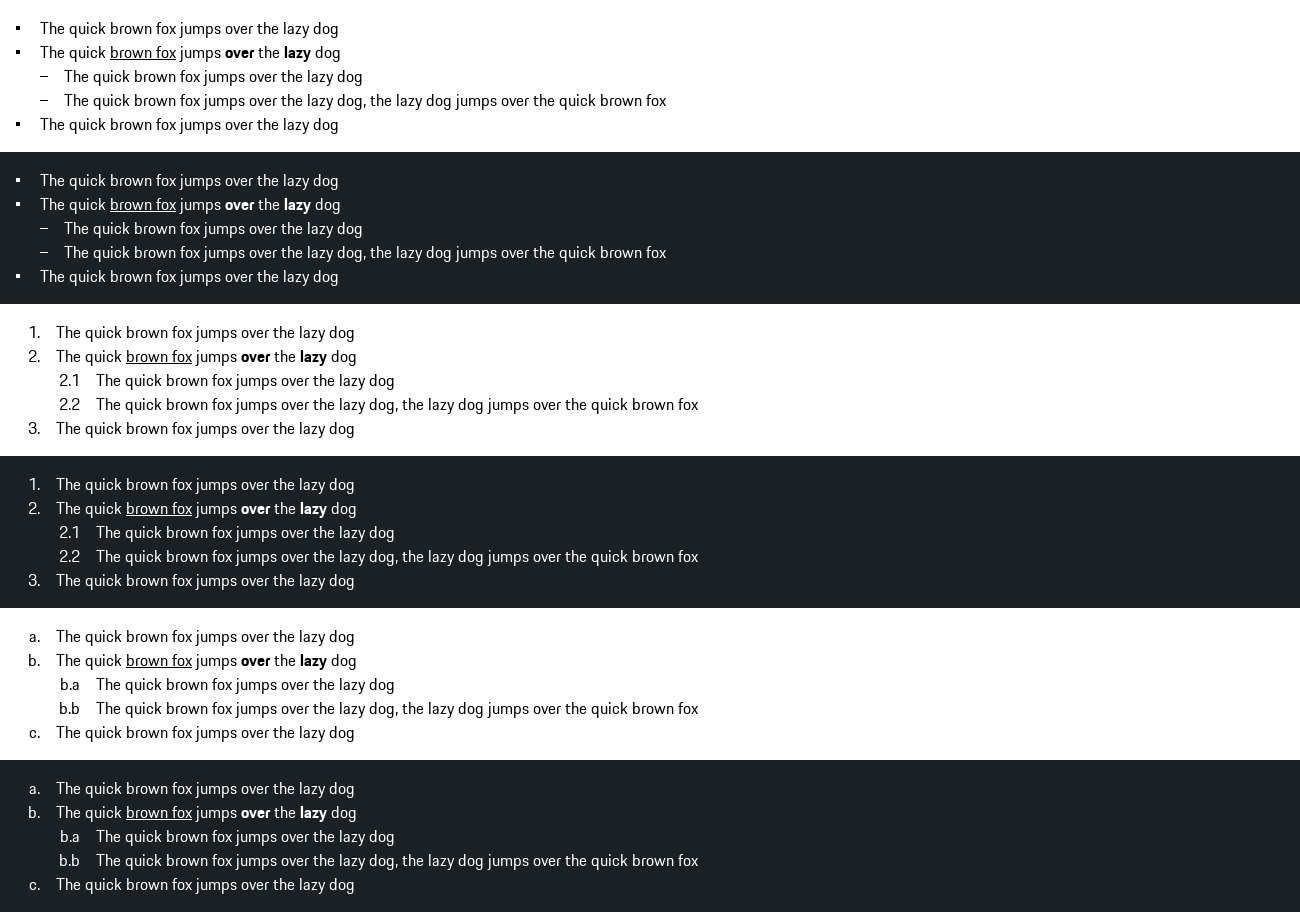 ▪ The quick brown fox jumps over the lazy dog
▪ The quick brown fox jumps over the lazy dog
– The quick brown fox jumps over the lazy dog
– The quick brown fox jumps over the lazy dog, the lazy dog jumps over the quick brown fox
▪ The quick brown fox jumps over the lazy dog
▪ The quick brown fox jumps over the lazy dog
▪ The quick brown fox jumps over the lazy dog
– The quick brown fox jumps over the lazy dog
– The quick brown fox jumps over the lazy dog, the lazy dog jumps over the quick brown fox
▪ The quick brown fox jumps over the lazy dog
1. The quick brown fox jumps over the lazy dog
2. The quick brown fox jumps over the lazy dog
2.1 The quick brown fox jumps over the lazy dog
2.2 The quick brown fox jumps over the lazy dog, the lazy dog jumps over the quick brown fox
3. The quick brown fox jumps over the lazy dog
1. The quick brown fox jumps over the lazy dog
2. The quick brown fox jumps over the lazy dog
2.1 The quick brown fox jumps over the lazy dog
2.2 The quick brown fox jumps over the lazy dog, the lazy dog jumps over the quick brown fox
3. The quick brown fox jumps over the lazy dog
a. The quick brown fox jumps over the lazy dog
b. The quick brown fox jumps over the lazy dog
b.a The quick brown fox jumps over the lazy dog
b.b The quick brown fox jumps over the lazy dog, the lazy dog jumps over the quick brown fox
c. The quick brown fox jumps over the lazy dog
a. The quick brown fox jumps over the lazy dog
b. The quick brown fox jumps over the lazy dog
b.a The quick brown fox jumps over the lazy dog
b.b The quick brown fox jumps over the lazy dog, the lazy dog jumps over the quick brown fox
c. The quick brown fox jumps over the lazy dog